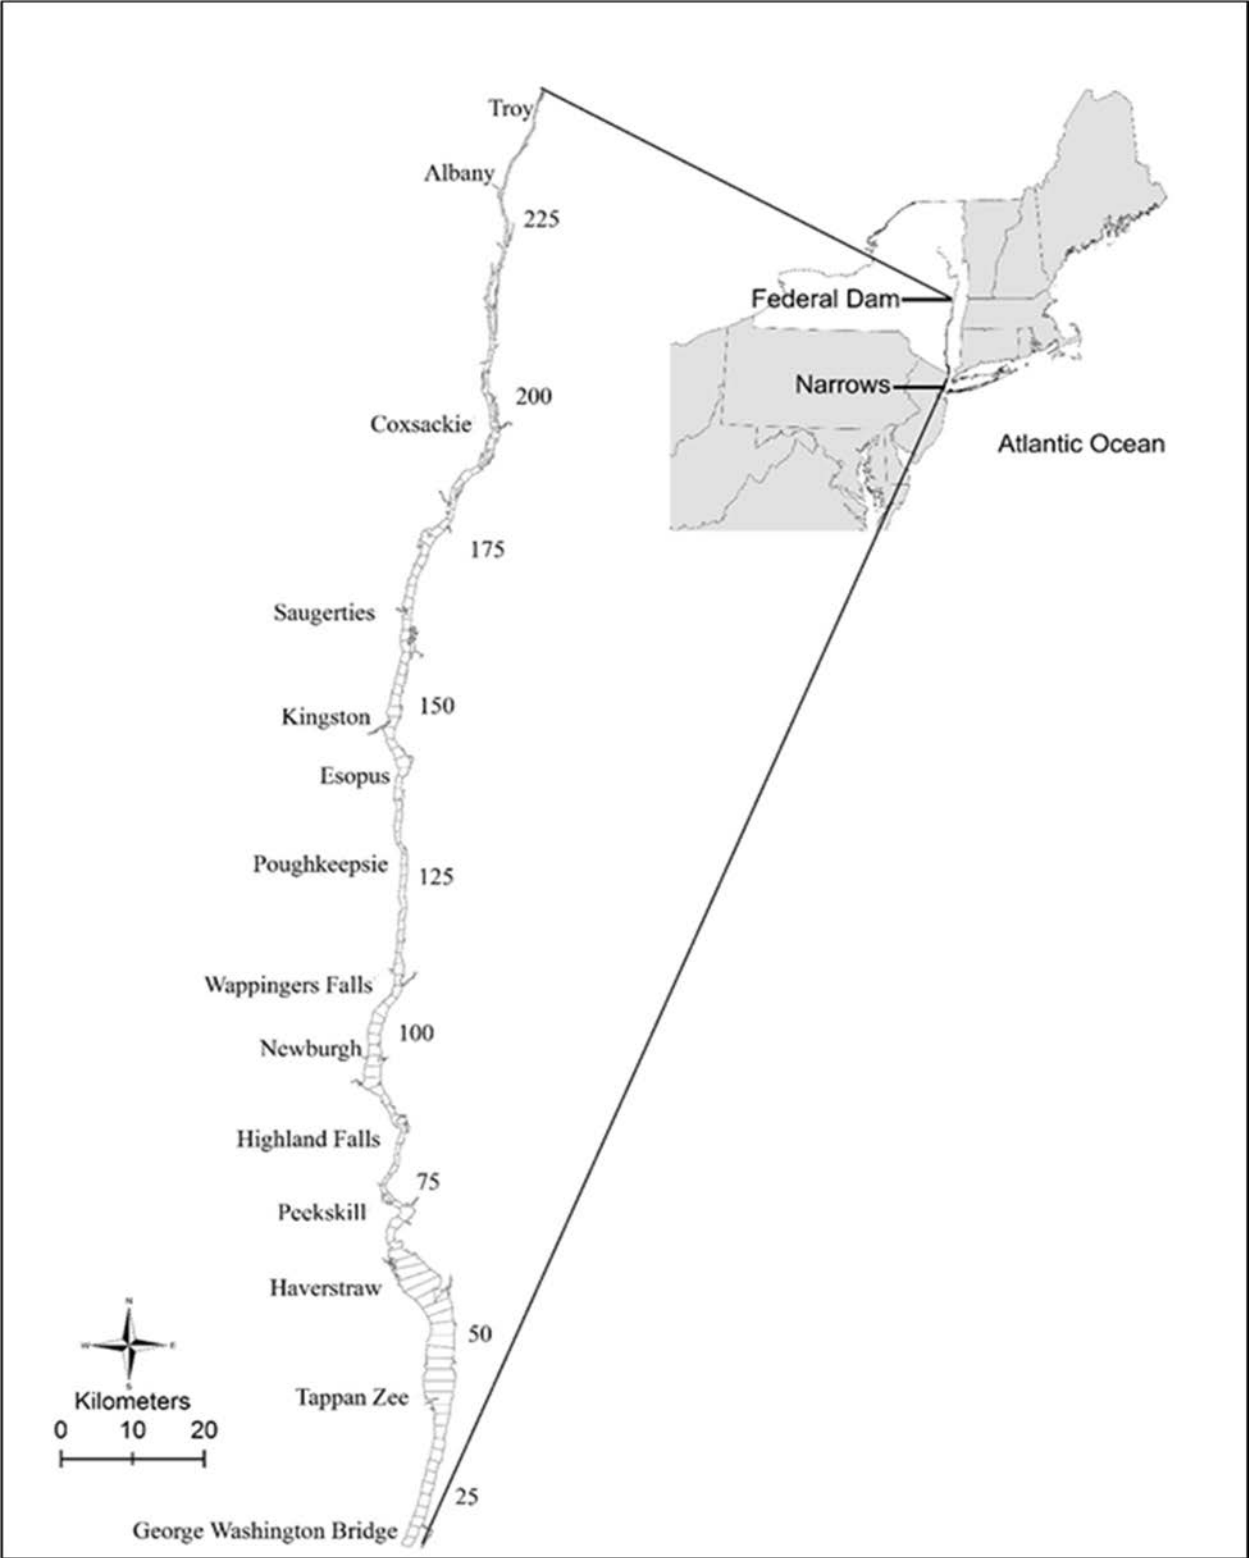 Troy
Albany
225
Federal Dam
Narrows
200
Coxsackie
Atlantic Ocean
175
Saugerties
150
Kingston
Esopus
Poughkeepsie
125
Wappingers Falls
100
Newburgh
Highland Falls
75
Peekskill
Haverstraw
N
W E
S
50
Kilometers
Tappan Zee
0 10 20
25
George Washington Bridge